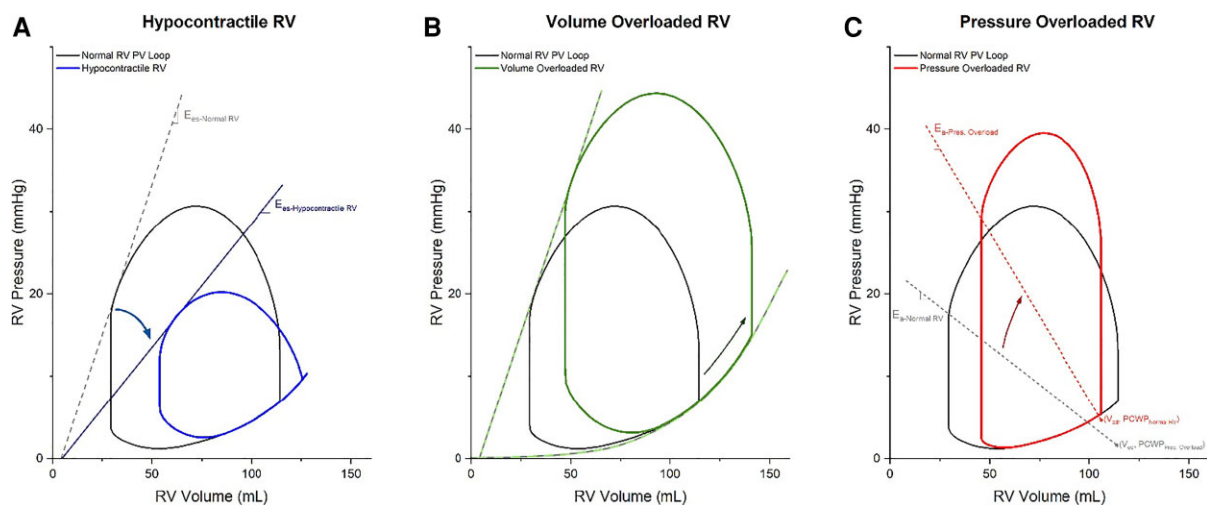 A
Hypocontractile RV
Normal RV PV Loop
Hypocontractile RV
Ees-Normal RV
Ees-Hypocontractile RV
RV Pressure (mmHg)
40
20
0
0
50
100
150
RV Volume (mL)
B
Volume Overloaded RV
Normal RV PV Loop
Volume Overloaded RV
RV Pressure (mmHg)
40
20
0
0
50
100
150
RV Volume (mL)
C
Pressure Overloaded RV
Normal RV PV Loop
Pressure Overloaded RV
Ea-Pres. Overload
Ea-Normal RV
PCWP
PCWPPres. Overload)
RV Pressure (mmHg)
40
20
0
0
50
100
150
RV Volume (mL)